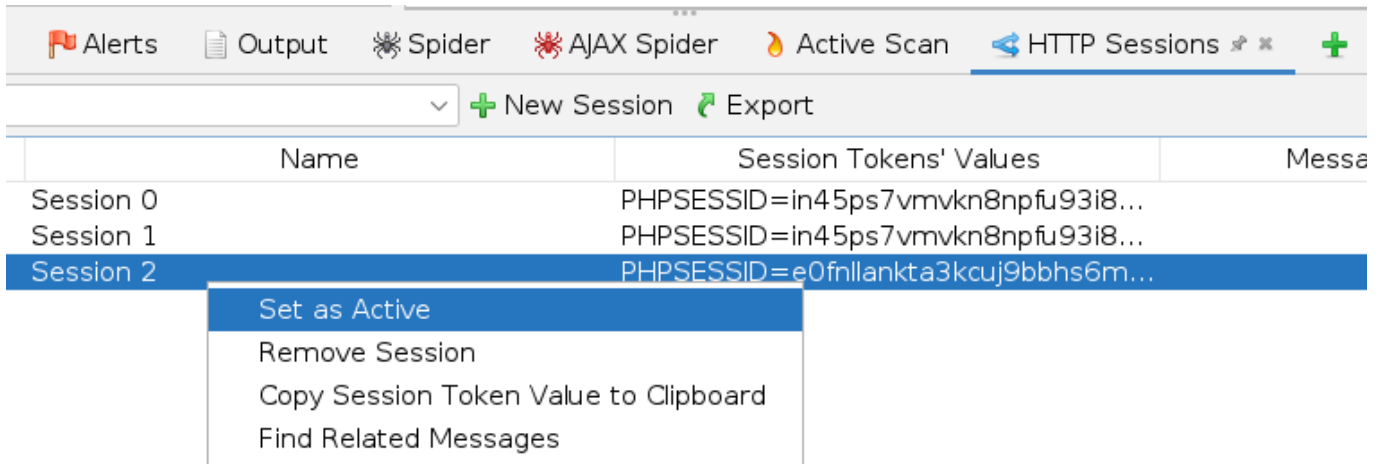 Alerts Output Spider AJAX Spider Active Scan HTTP Sessions
New Session Export
Name Session Tokens' Values Messa
Session 0 PHPSESSID=in45ps7vmvkn8npfu93i8...
Session 1 PHPSESSID=in45ps7vmvkn8npfu93i8...
Session 2 PHPSESSID=e0fnllankta3kcuj9bbhs6m...
Set as Active
Remove Session
Copy Session Token Value to Clipboard
Find Related Messages